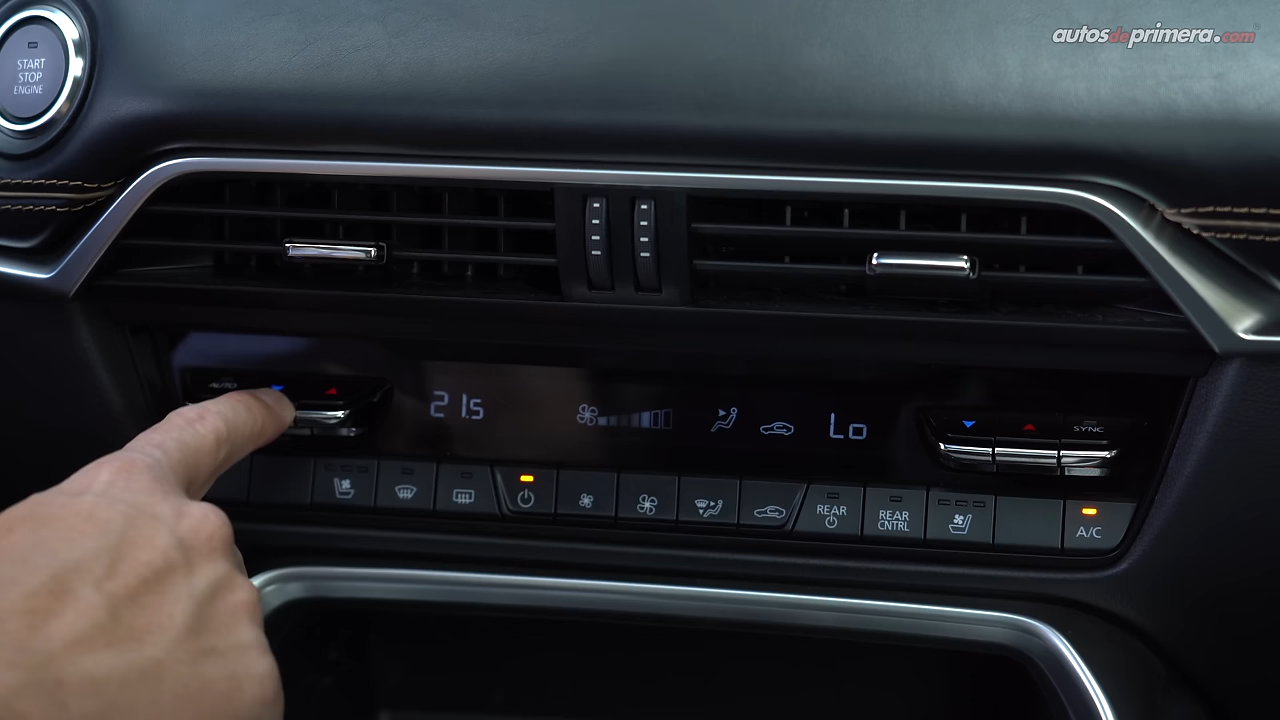 autosdeprimera.com
START
STOP
ENGINE
AUTO
21.5
Lo
SYNC
REAR
REAR
CNTRL
A/C